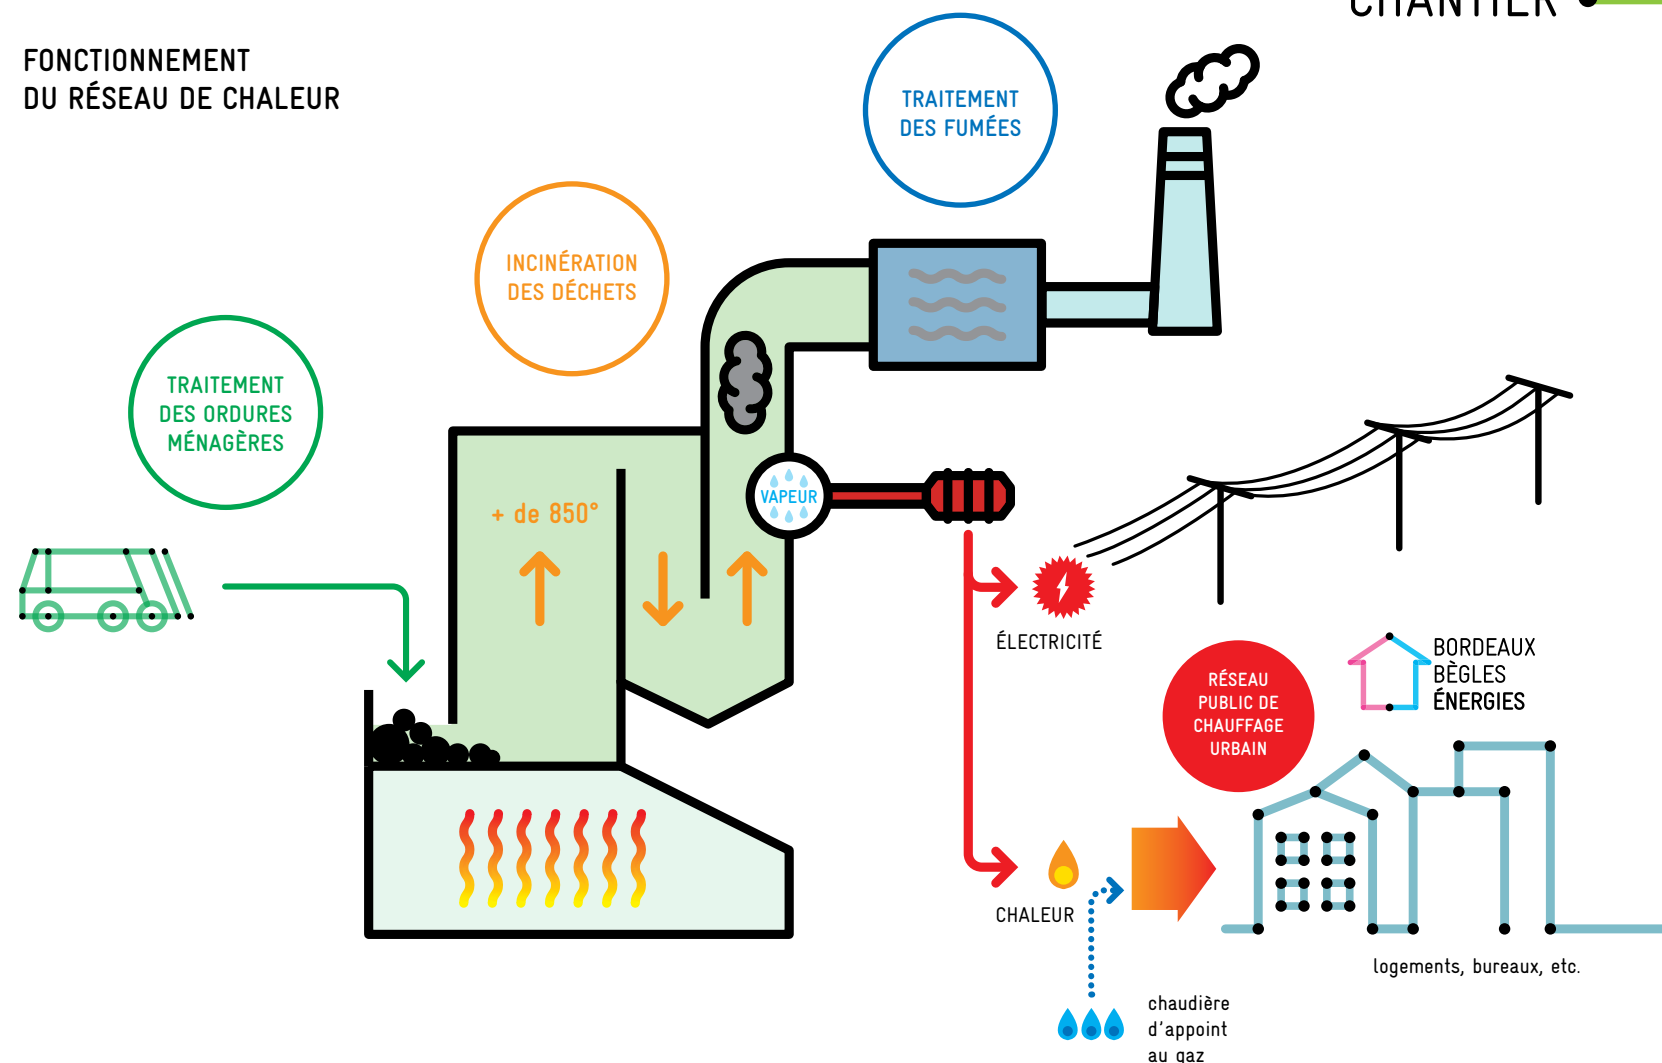 CHANTIER
FONCTIONNEMENT
DU RÉSEAU DE CHALEUR
TRAITEMENT
DES FUMÉES
INCINÉRATION
DES DÉCHETS
TRAITEMENT
DES ORDURES
MÉNAGÈRES
+ de 850°
VAPEUR
ÉLECTRICITÉ
RÉSEAU
PUBLIC DE
CHAUFFAGE
URBAIN
BORDEAUX
BÈGLES
ÉNERGIES
CHALEUR
logements, bureaux, etc.
chaudière
d'appoint
au gaz